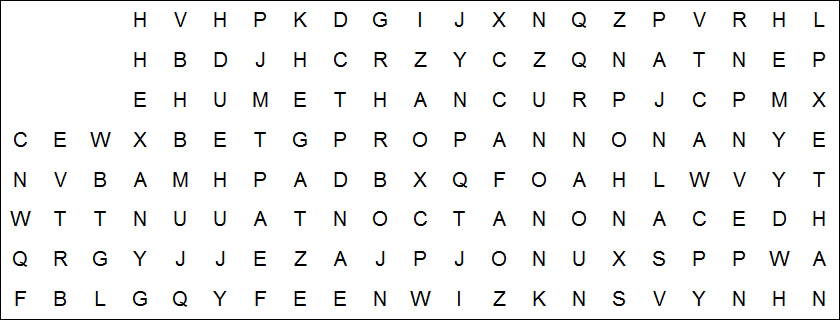 H V H P K D G I J X N Q Z P V R H L
H B D J H C R Z Y C Z Q N A T N E P
E H U M E T H A N C U R P J C P M X
C E W X B E T G P R O P A N N O N A N Y E
N V B A M H P A D B X Q F O A H L W V Y T
W T T N U U A T N O C T A N O N A C E D H
Q R G Y J J E Z A J P J O N U X S P P W A
F B L G Q Y F E E N W I Z K N S V Y N H N